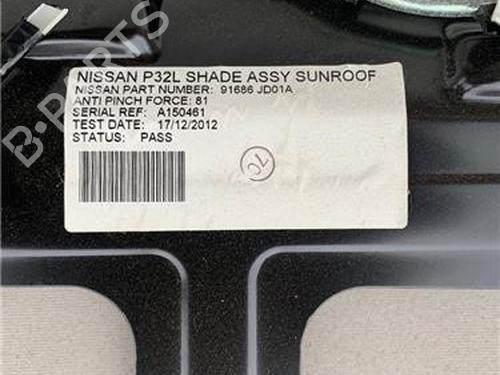 NISSAN P32L SHADE ASSY SUNROOF
NISSAN PART NUMBER: 91686 JD01A
ANTI PINCH FORCE: 81
SERIAL REF: A150461
TEST DATE: 17/12/2012
STATUS: PASS